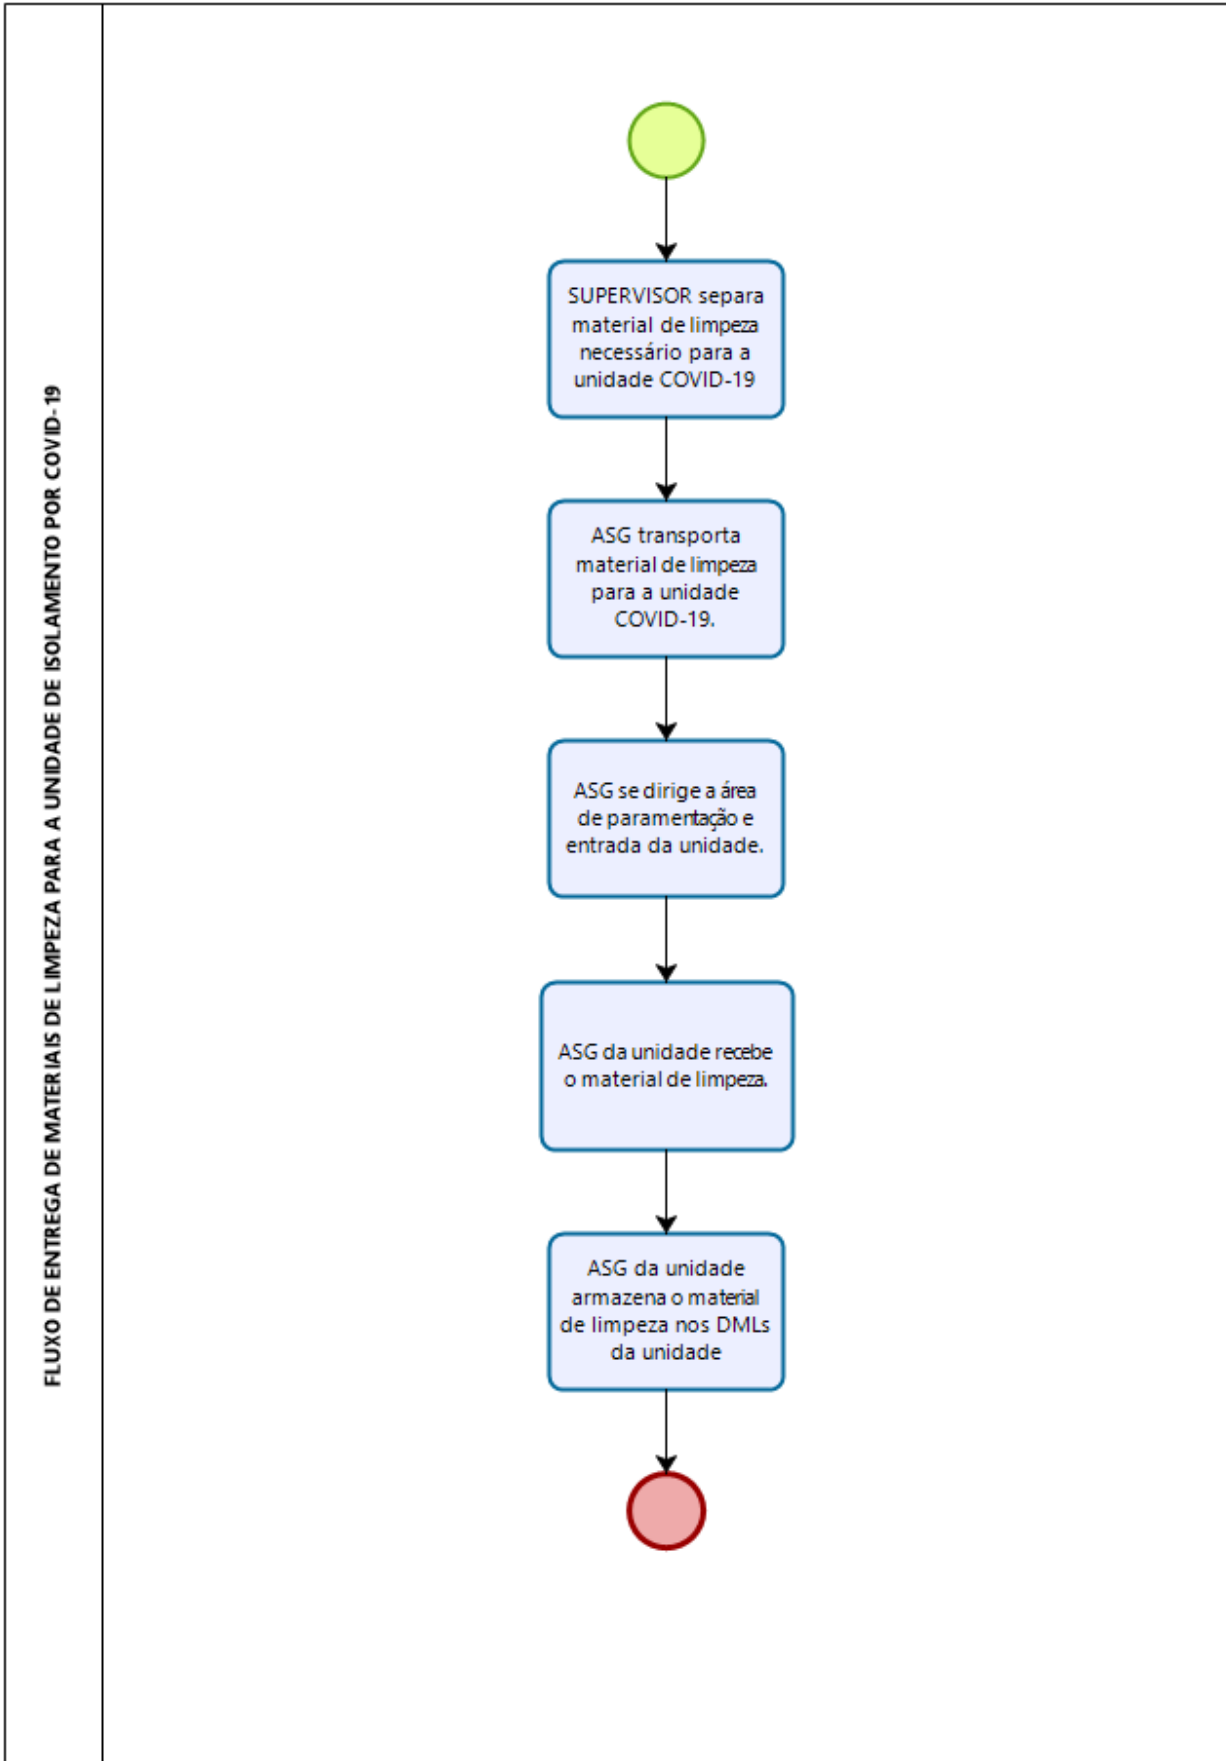 FLUXO DE ENTREGA DE MATERIAIS DE LIMPEZA PARA A UNIDADE DE ISOLAMENTO POR COVID-19
SUPERVISOR separa
material de limpeza
necessário para a
unidade COVID-19
ASG transporta
material de limpeza
para a unidade
COVID-19.
ASG se dirige a área
de paramentação e
entrada da unidade.
ASG da unidade recebe
o material de limpeza.
ASG da unidade
armazena o material
de limpeza nos DMLs
da unidade